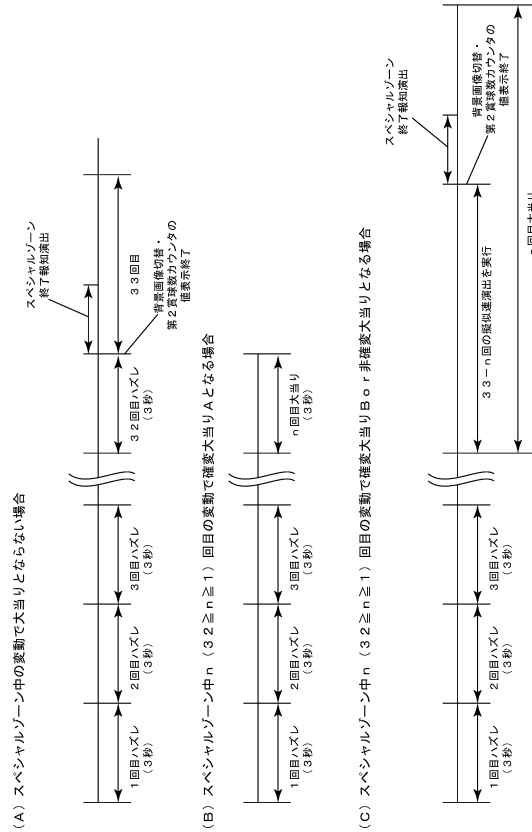 (A) スペシャルゾーン中の変動で大当りとならない場合
スペシャルゾーン
終了報知演出
1回目ハズレ
(3秒)
2回目ハズレ
(3秒)
3回目ハズレ
(3秒)
32回目ハズレ
(3秒)
33回目
背景画像切替・
第2賞球数カウンタの
値表示終了
(B) スペシャルゾーン中n(32≧n≧1)回目の変動で確変大当りAとなる場合
1回目ハズレ
(3秒)
2回目ハズレ
(3秒)
3回目ハズレ
(3秒)
n回目大当り
(3秒)
(C) スペシャルゾーン中n(32≧n≧1)回目の変動で確変大当りBor非確変大当りとなる場合
スペシャルゾーン
終了報知演出
1回目ハズレ
(3秒)
2回目ハズレ
(3秒)
3回目ハズレ
(3秒)
33-n回の擬似連演出を実行
背景画像切替・
第2賞球数カウンタの
値表示終了
n回目大当り